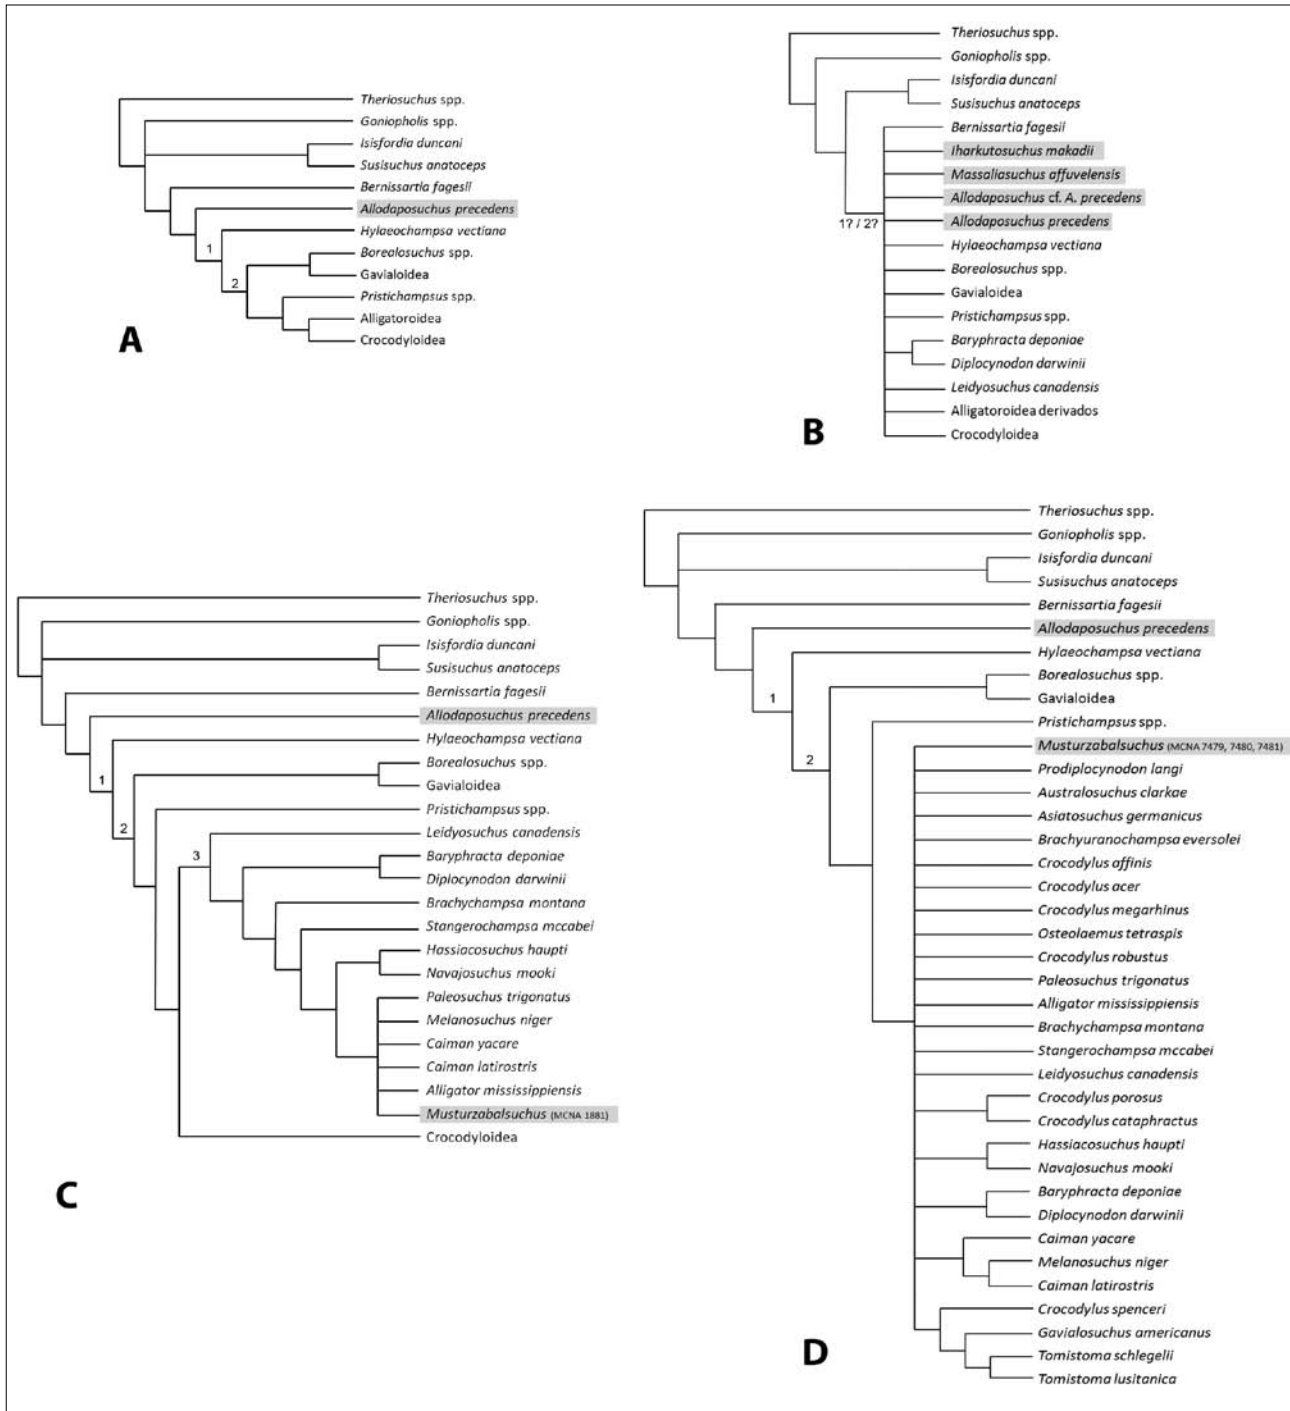 Theriosuchus spp.
Goniopholis spp.
Isisfordia duncani
Susisuchus anatoceps
Bernissartia fagesii
Allodaposuchus precedens
Hylaeochampsa vectiana
1
Borealosuchus spp.
2
Gavialoidea
Pristichampsus spp.
Alligatoroidea
Crocodyloidea
A
Theriosuchus spp.
Goniopholis spp.
Isisfordia duncani
Susisuchus anatoceps
Bernissartia fagesii
Iharkutosuchus makadii
Massaliasuchus affuvelensis
Allodaposuchus cf. A. precedens
Allodaposuchus precedens
1? / 2?
Hylaeochampsa vectiana
Borealosuchus spp.
Gavialoidea
Pristichampsus spp.
Baryphracta deponiae
Diplocynodon darwinii
Leidyosuchus canadensis
Alligatoroidea derivados
Crocodyloidea
B
Theriosuchus spp.
Goniopholis spp.
Isisfordia duncani
Susisuchus anatoceps
Bernissartia fagesii
Allodaposuchus precedens
Hylaeochampsa vectiana
1
Borealosuchus spp.
Gavialoidea
Pristichampsus spp.
2
Leidyosuchus canadensis
3
Baryphracta deponiae
Diplocynodon darwinii
Brachychampsa montana
Stangerochampsa mccabei
Hassiacosuchus haupti
Navajosuchus mooki
Paleosuchus trigonatus
Melanosuchus niger
Caiman yacare
Caiman latirostris
Alligator mississippiensis
Musturzabalsuchus (MCNA 1881)
Crocodyloidea
C
Theriosuchus spp.
Goniopholis spp.
Isisfordia duncani
Susisuchus anatoceps
Bernissartia fagesii
Allodaposuchus precedens
Hylaeochampsa vectiana
Borealosuchus spp.
1
Gavialoidea
Pristichampsus spp.
Musturzabalsuchus (MCNA 7479, 7480, 7481)
2
Prodiplocynodon langi
Australosuchus clarkae
Asiatosuchus germanicus
Brachyuranochampsa eversolei
Crocodylus affinis
Crocodylus acer
Crocodylus megarhinus
Osteolaemus tetraspis
Crocodylus robustus
Paleosuchus trigonatus
Alligator mississippiensis
Brachychampsa montana
Stangerochampsa mccabei
Leidyosuchus canadensis
Crocodylus porosus
Crocodylus cataphractus
Hassiacosuchus haupti
Navajosuchus mooki
Baryphracta deponiae
Diplocynodon darwinii
Caiman yacare
Melanosuchus niger
Caiman latirostris
Crocodylus spenceri
Gavialosuchus americanus
Tomistoma schlegelii
Tomistoma lusitanica
D